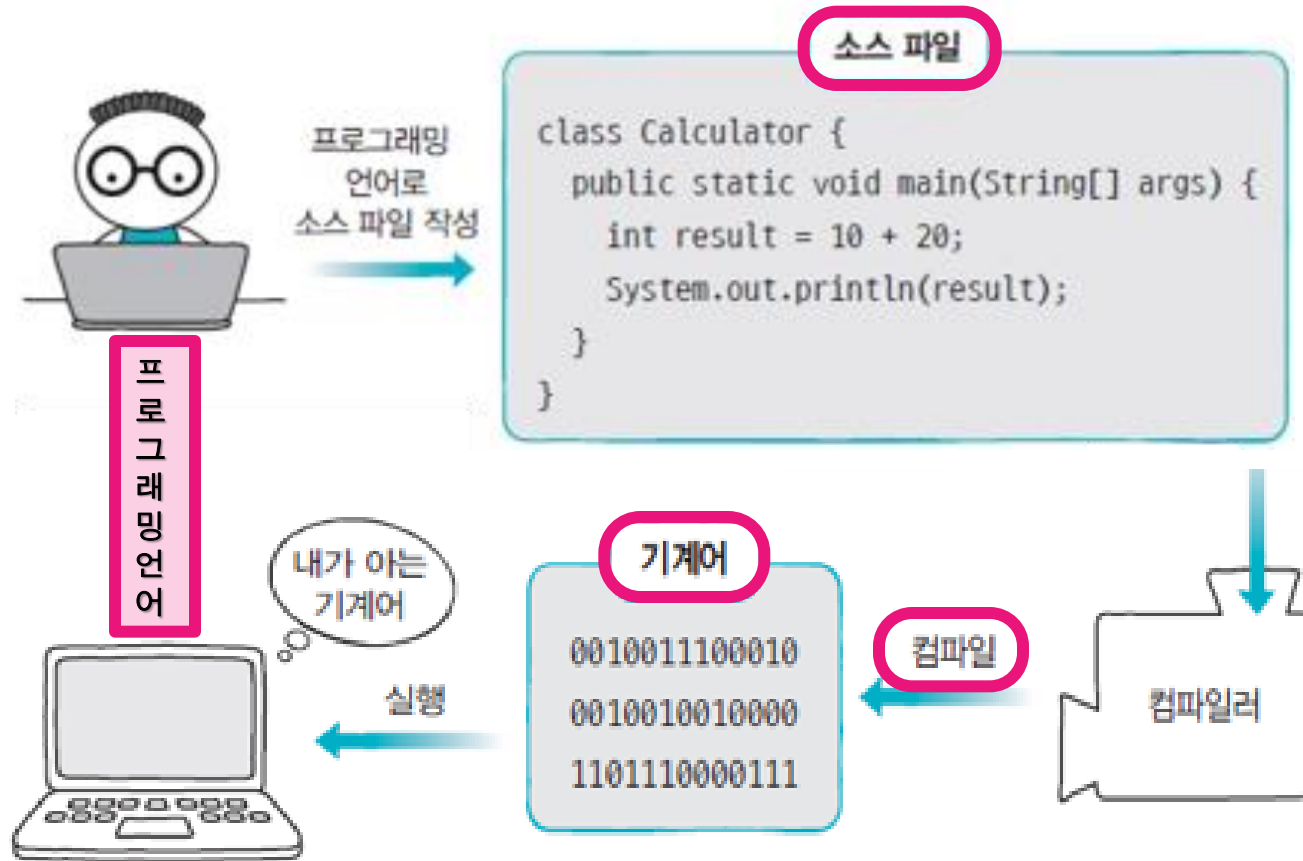 소스 파일
프로그래밍
언어로
소스 파일 작성
class Calculator {
public static void main(String[] args) {
int result = 10 + 20;
System.out.println(result);
}
}
프
로
그
래
밍
언
어
내가 아는
기계어
실행
기계어
0010011100010
0010010010000
1101110000111
컴파일
컴파일러